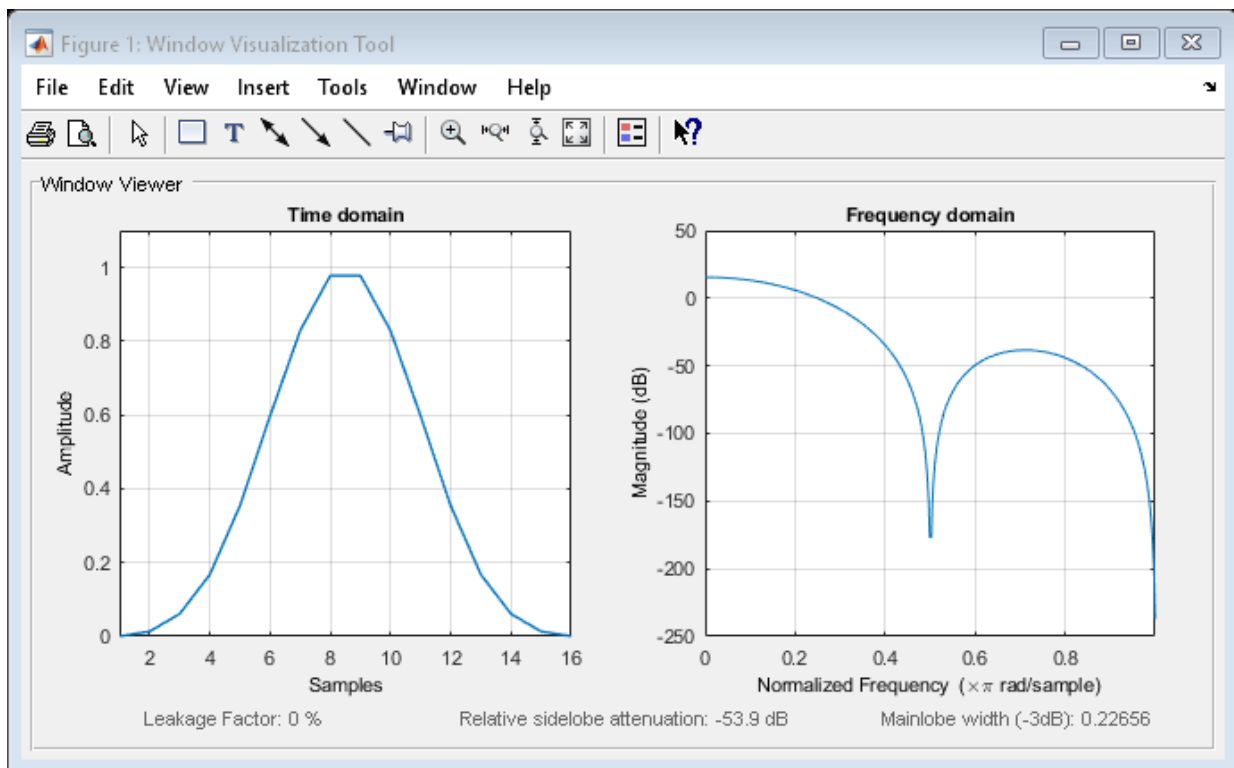 Figure 1: Window Visualization Tool
File Edit View Insert Tools Window Help
T
?
Window Viewer
Time domain
1
0.8
0.6
0.4
0.2
0
Amplitude
2 4 6 8 10 12 14 16
Samples
Frequency domain
50
0
-50
-100
-150
-200
-250
Magnitude (dB)
0 0.2 0.4 0.6 0.8
Normalized Frequency (×π rad/sample)
Leakage Factor: 0 % Relative sidelobe attenuation: -53.9 dB Mainlobe width (-3dB): 0.22656